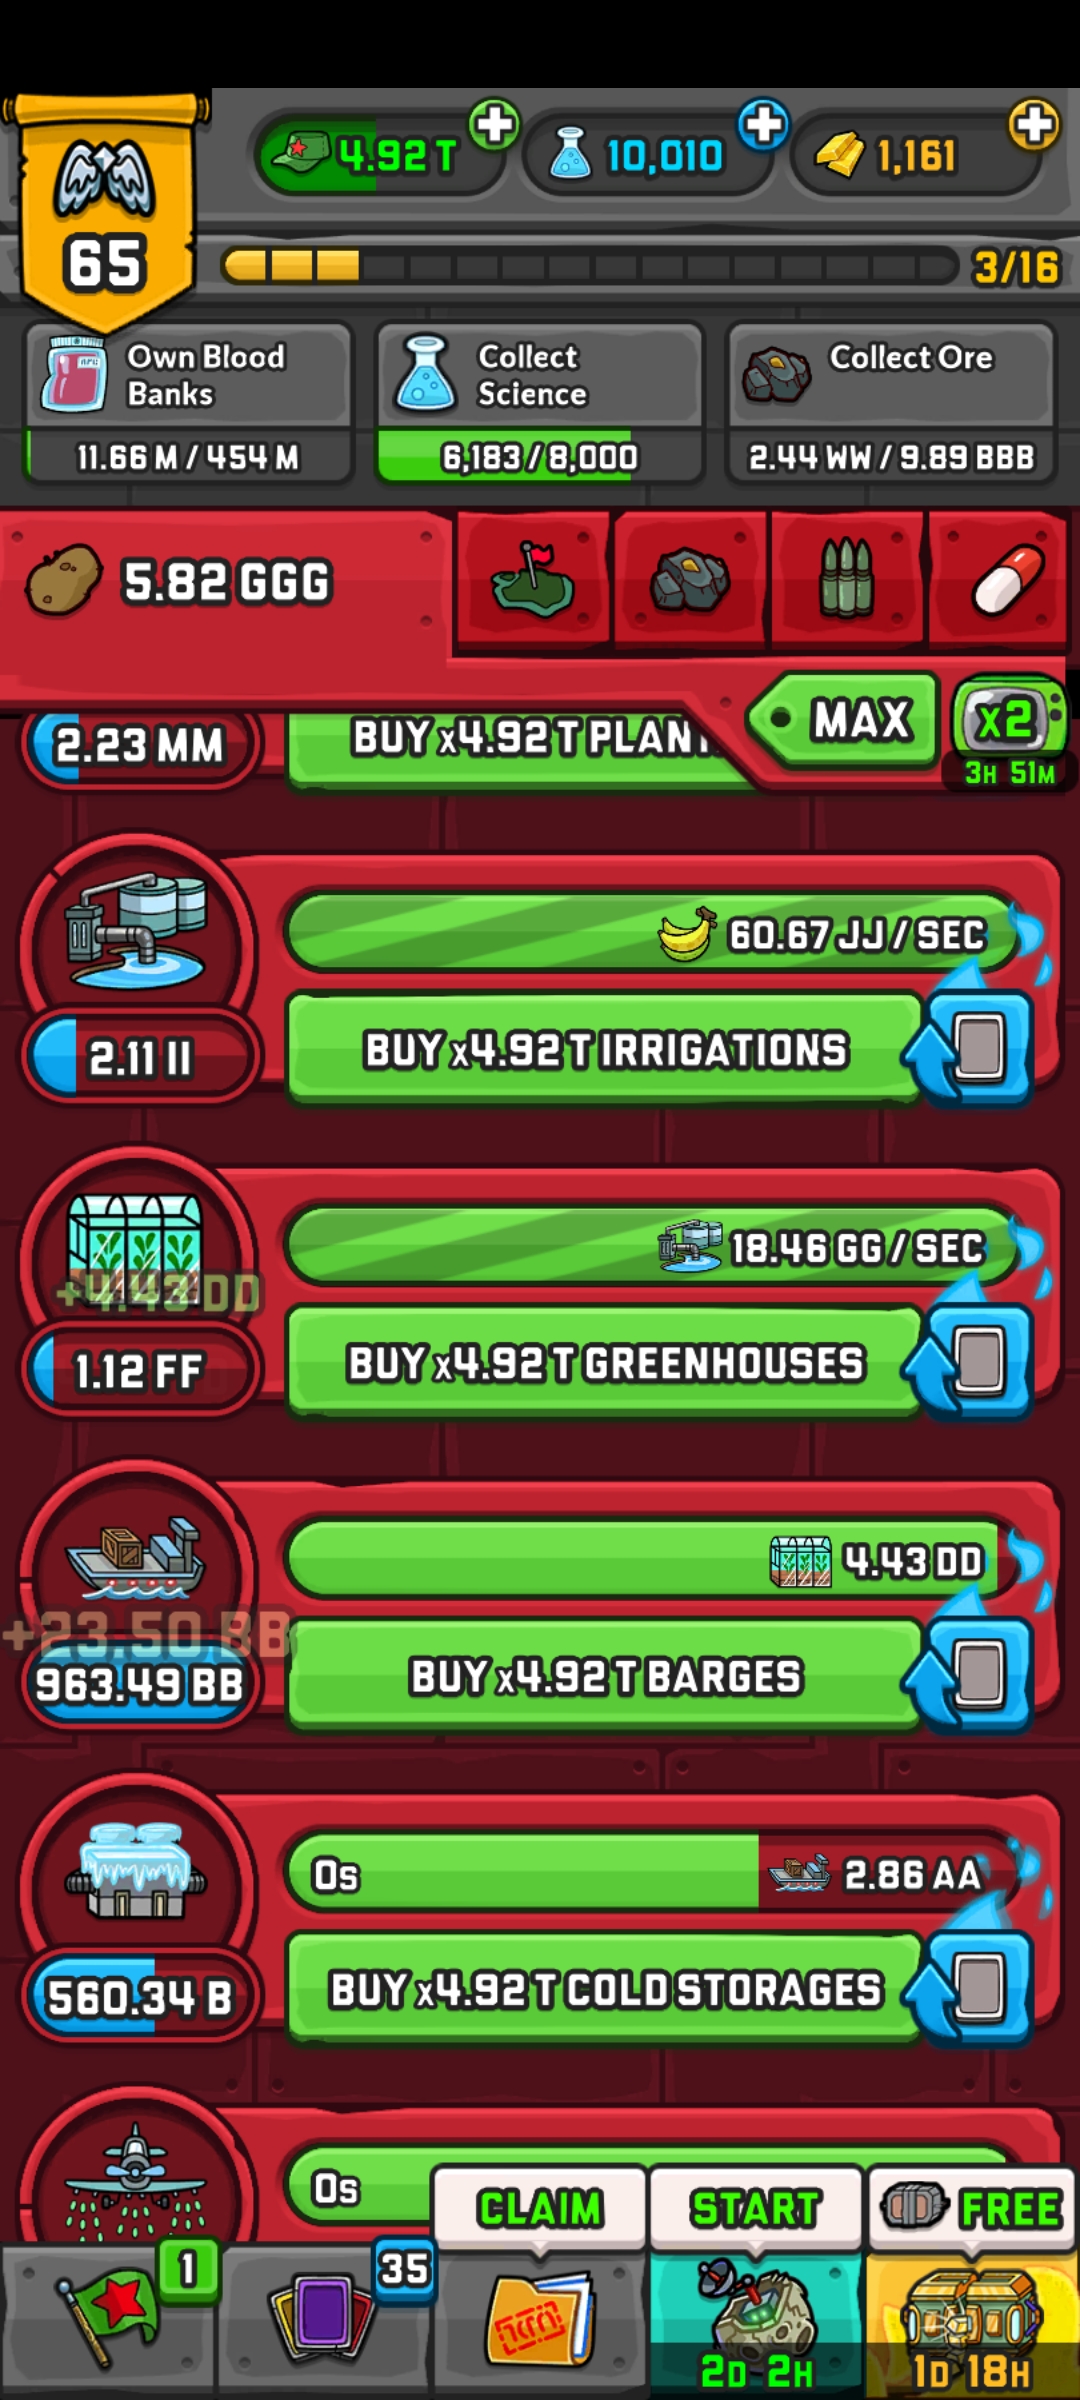 65
4.92 T
10,010
1,161
3/16
Own Blood
Banks
11.66 M / 454 M
Collect
Science
6,183 / 8,000
Collect Ore
2.44 WW / 9.89 BBB
5.82 GGG
MAX
x2
3H 51M
2.23 MM
BUY x4.92 T
60.67 JJ / SEC
2.11 II
BUY x4.92 T IRRIGATIONS
18.46 GG / SEC
+4.43 DD
1.12 FF
BUY x4.92 T GREENHOUSES
4.43 DD
+23.50 BB
963.49 BB
BUY x4.92 T BARGES
0s
2.86 AA
560.34 B
BUY x4.92 T COLD STORAGES
0s
CLAIM
START
FREE
1
35
2D 2H
1D 18H